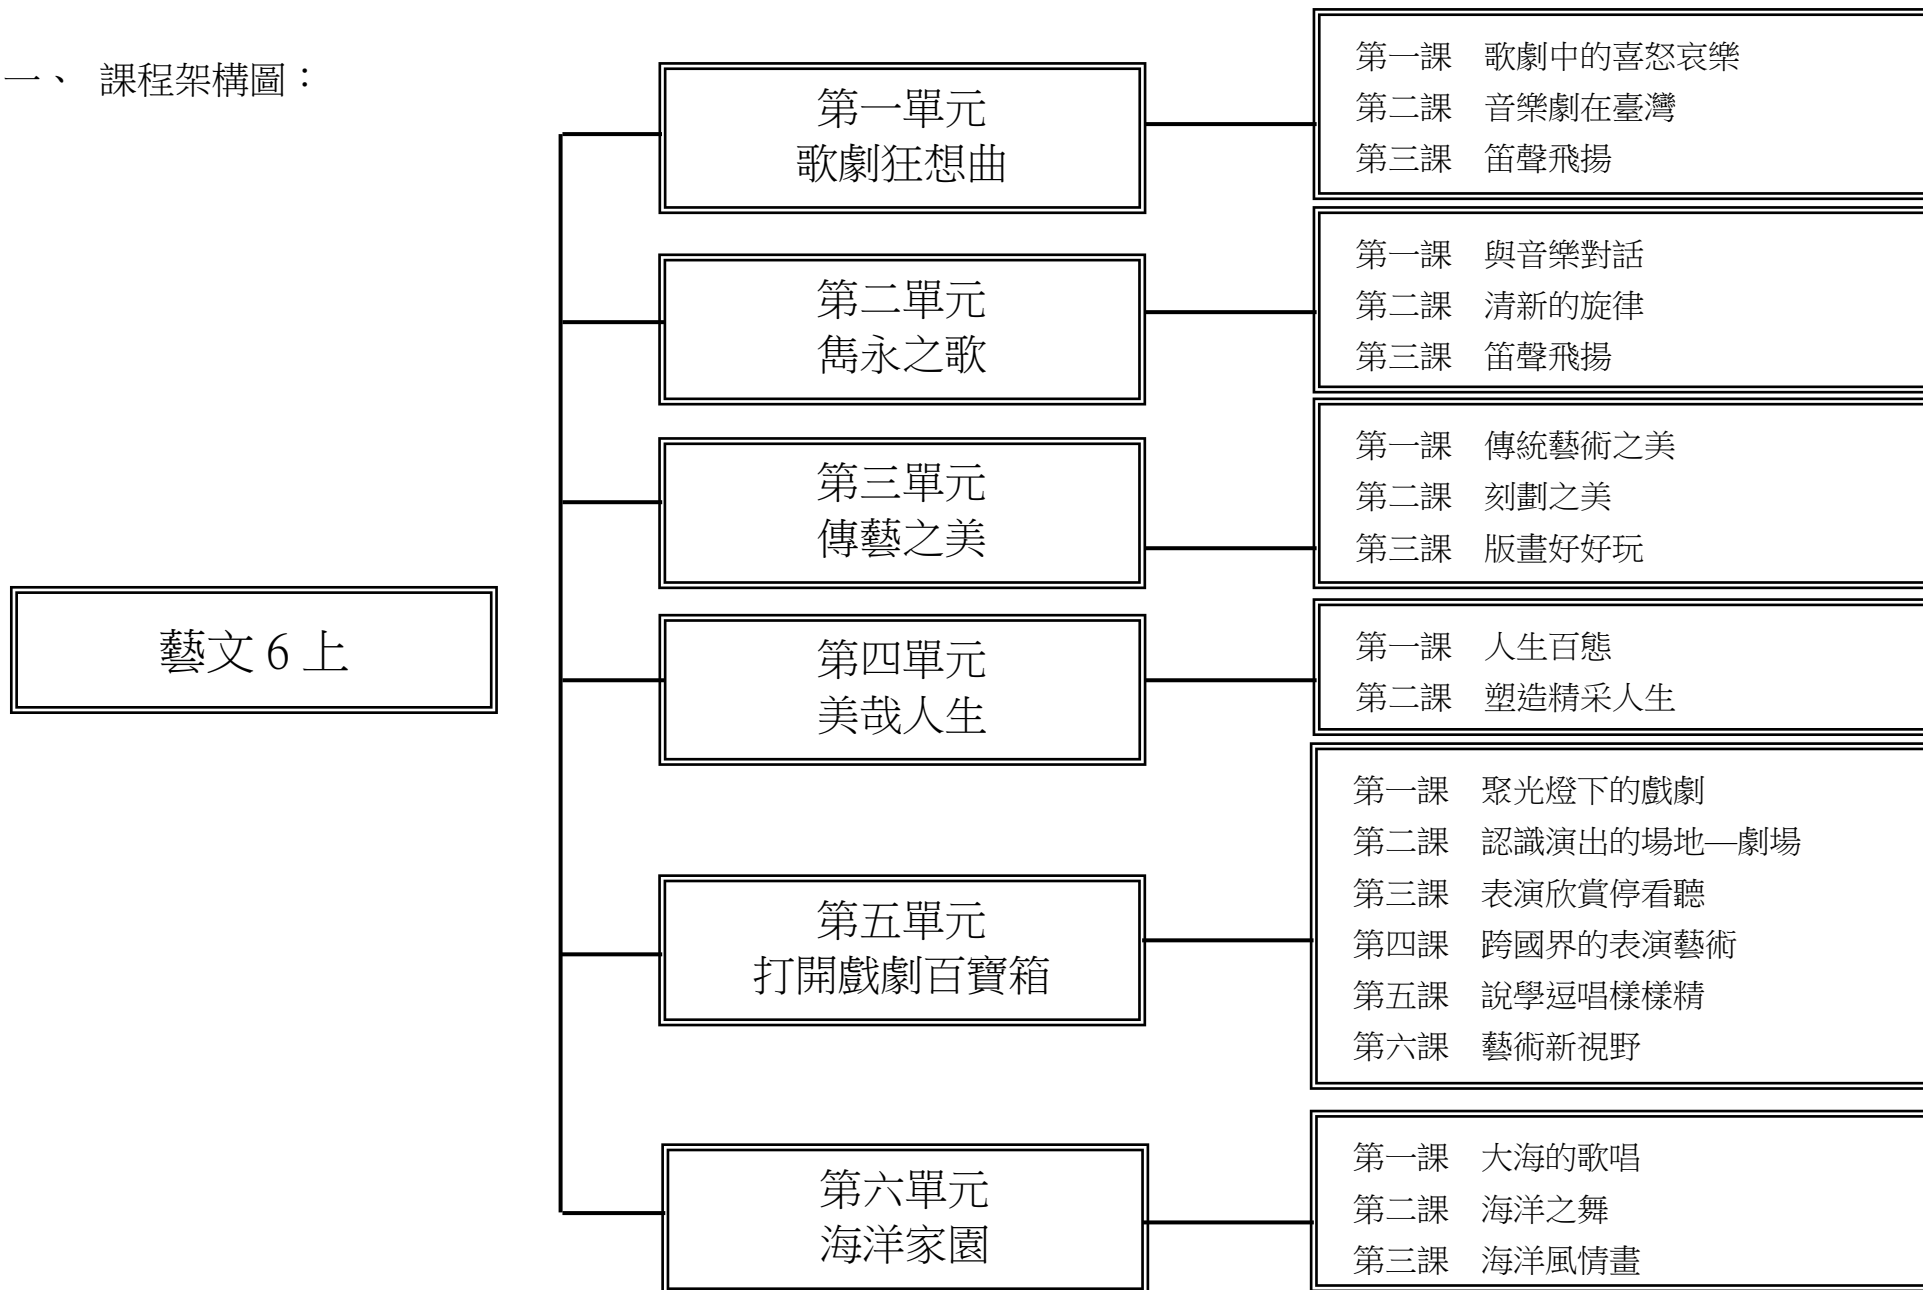 一、 課程架構圖：
藝文 6 上
第一單元
歌劇狂想曲
第一課　歌劇中的喜怒哀樂
第二課　音樂劇在臺灣
第三課　笛聲飛揚
第二單元
雋永之歌
第一課　與音樂對話
第二課　清新的旋律
第三課　笛聲飛揚
第三單元
傳藝之美
第一課　傳統藝術之美
第二課　刻劃之美
第三課　版畫好好玩
第四單元
美哉人生
第一課　人生百態
第二課　塑造精采人生
第五單元
打開戲劇百寶箱
第一課　聚光燈下的戲劇
第二課　認識演出的場地—劇場
第三課　表演欣賞停看聽
第四課　跨國界的表演藝術
第五課　說學逗唱樣樣精
第六課　藝術新視野
第六單元
海洋家園
第一課　大海的歌唱
第二課　海洋之舞
第三課　海洋風情畫